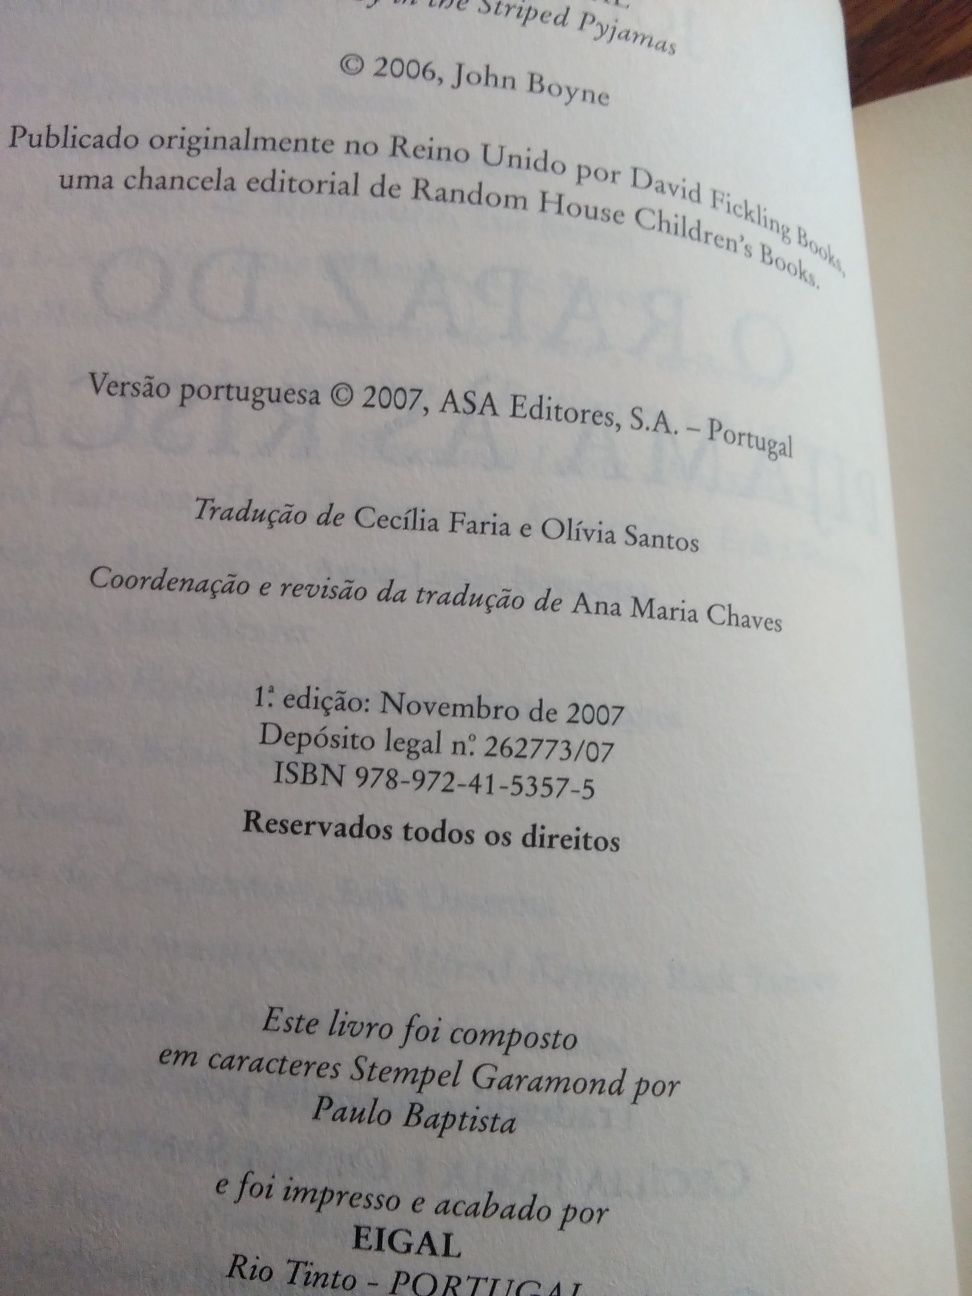 in the Striped Pyjamas
© 2006, John Boyne
Publicado originalmente no Reino Unido por David Fickling Books,
uma chancela editorial de Random House Children's Books.
Versão portuguesa © 2007, ASA Editores, S.A. – Portugal
Tradução de Cecília Faria e Olívia Santos
Coordenação e revisão da tradução de Ana Maria Chaves
1.ª edição: Novembro de 2007
Depósito legal n.º 262773/07
ISBN 978-972-41-5357-5
Reservados todos os direitos
Este livro foi composto
em caracteres Stempel Garamond por
Paulo Baptista
e foi impresso e acabado por
EIGAL
Rio Tinto - PORTUGAL